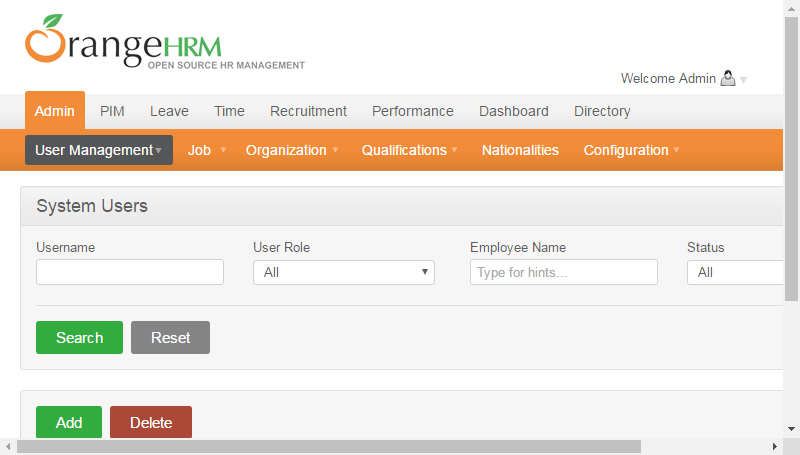 OrangeHRM
OPEN SOURCE HR MANAGEMENT
Welcome Admin
Admin PIM Leave Time Recruitment Performance Dashboard Directory
User Management Job Organization Qualifications Nationalities Configuration
System Users
Username User Role Employee Name Status
All Type for hints... All
Search Reset
Add Delete